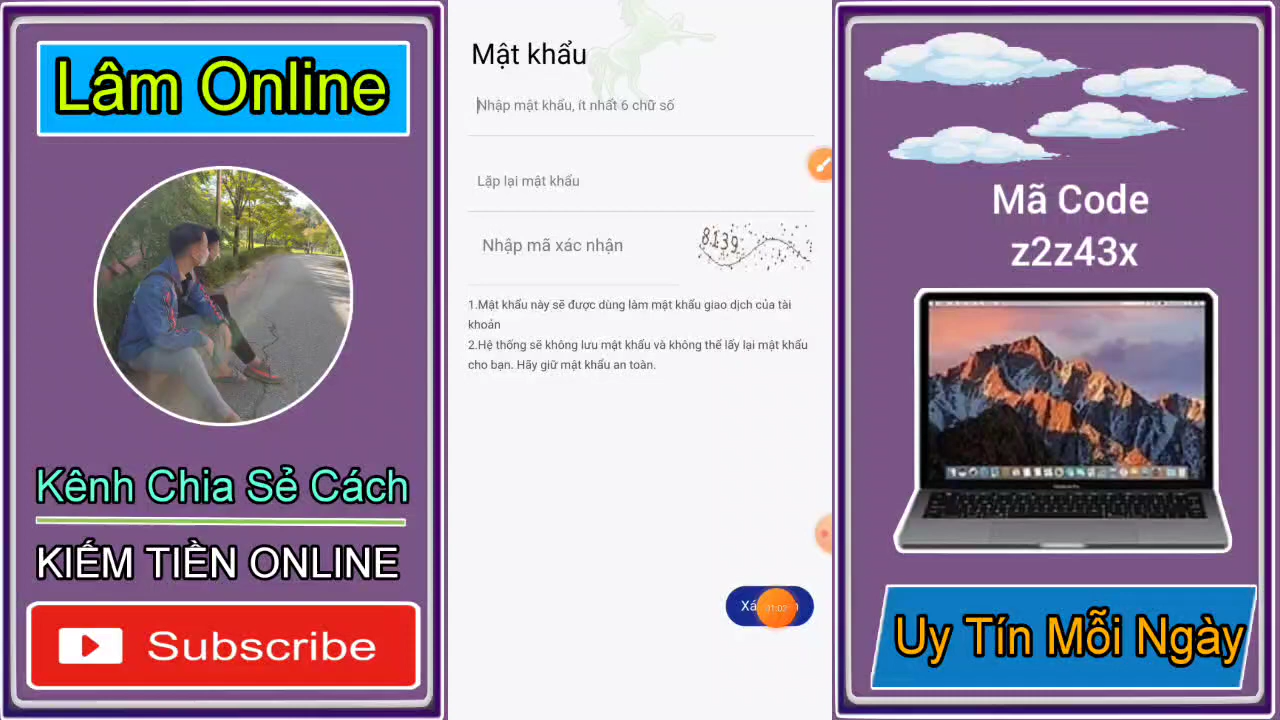 Lâm Online
Kênh Chia Sẻ Cách
KIẾM TIỀN ONLINE
Subscribe
Mật khẩu
Nhập mật khẩu, ít nhất 6 chữ số
Lặp lại mật khẩu
Nhập mã xác nhận
8139
1.Mật khẩu này sẽ được dùng làm mật khẩu giao dịch của tài
khoản
2.Hệ thống sẽ không lưu mật khẩu và không thể lấy lại mật khẩu
cho bạn. Hãy giữ mật khẩu an toàn.
01:02
Mã Code
z2z43x
Uy Tín Mỗi Ngày